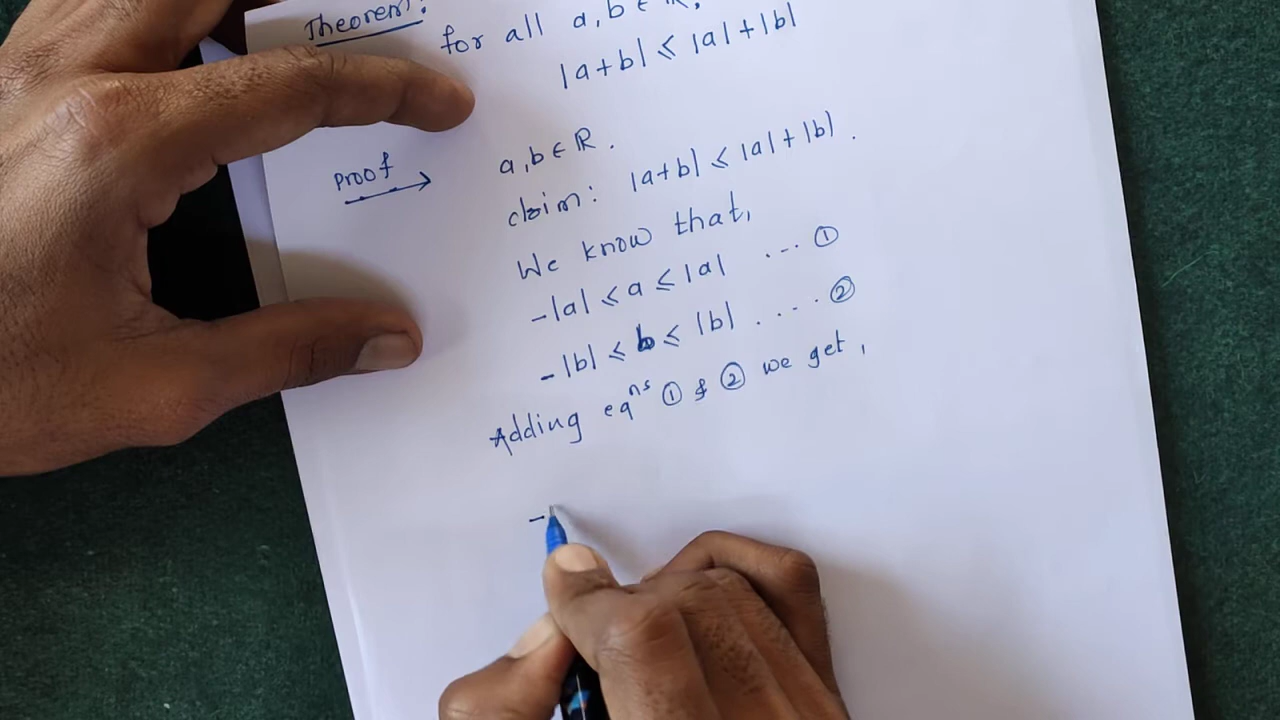 Theorem:
for all a, b ∈ ℝ,
|a+b| ≤ |a|+|b|
Proof
a, b ∈ ℝ.
claim: |a+b| ≤ |a|+|b|.
We know that,
-|a| ≤ a ≤ |a| ... ①
-|b| ≤ b ≤ |b| .... ②
Adding eqⁿˢ ① & ② we get,
-